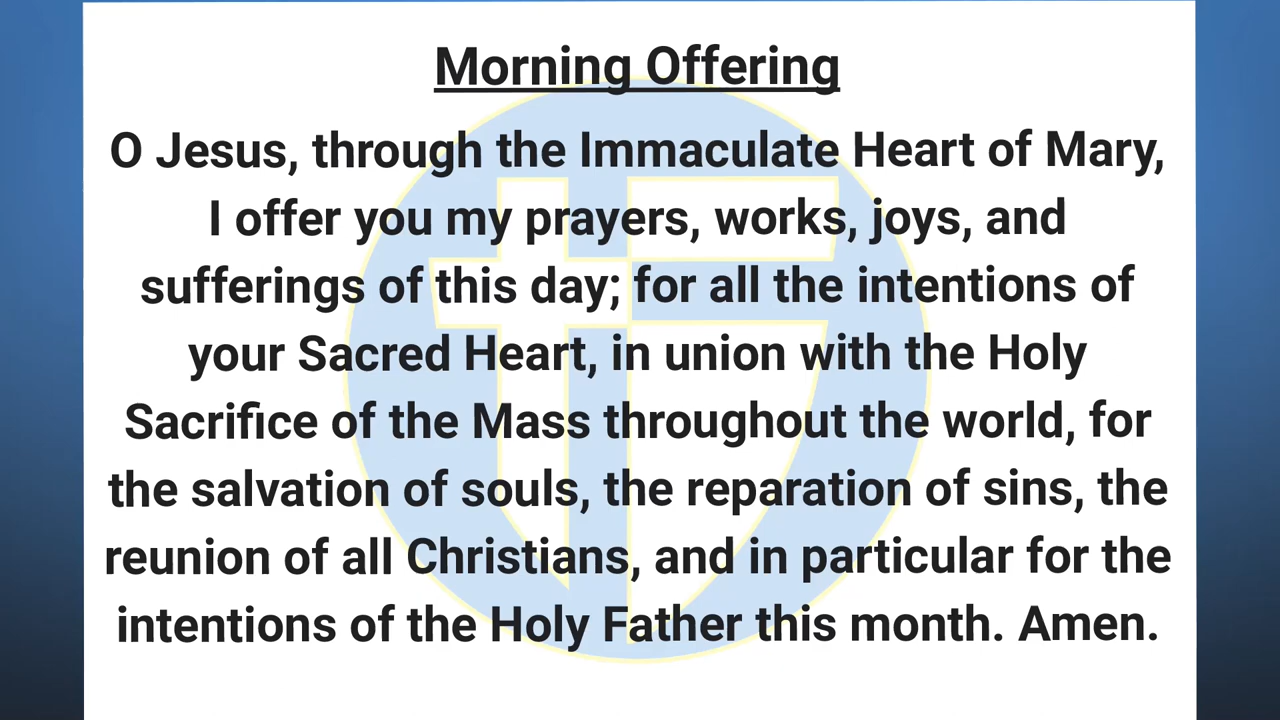 Morning Offering
O Jesus, through the Immaculate Heart of Mary,
I offer you my prayers, works, joys, and
sufferings of this day; for all the intentions of
your Sacred Heart, in union with the Holy
Sacrifice of the Mass throughout the world, for
the salvation of souls, the reparation of sins, the
reunion of all Christians, and in particular for the
intentions of the Holy Father this month. Amen.